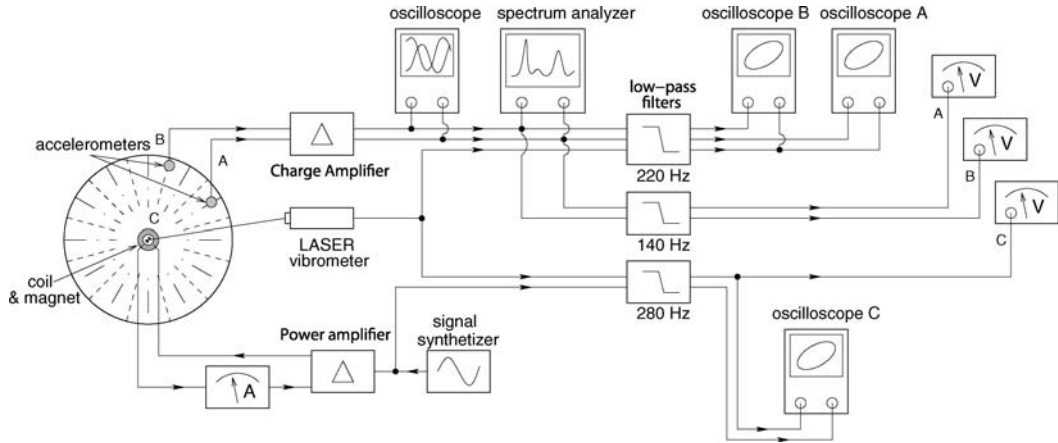 oscilloscope
spectrum analyzer
oscilloscope B
oscilloscope A
low-pass
filters
V
A
B
A
accelerometers
Charge Amplifier
220 Hz
V
B
C
LASER
vibrometer
140 Hz
V
C
coil
& magnet
280 Hz
Power amplifier
signal
synthetizer
oscilloscope C
A